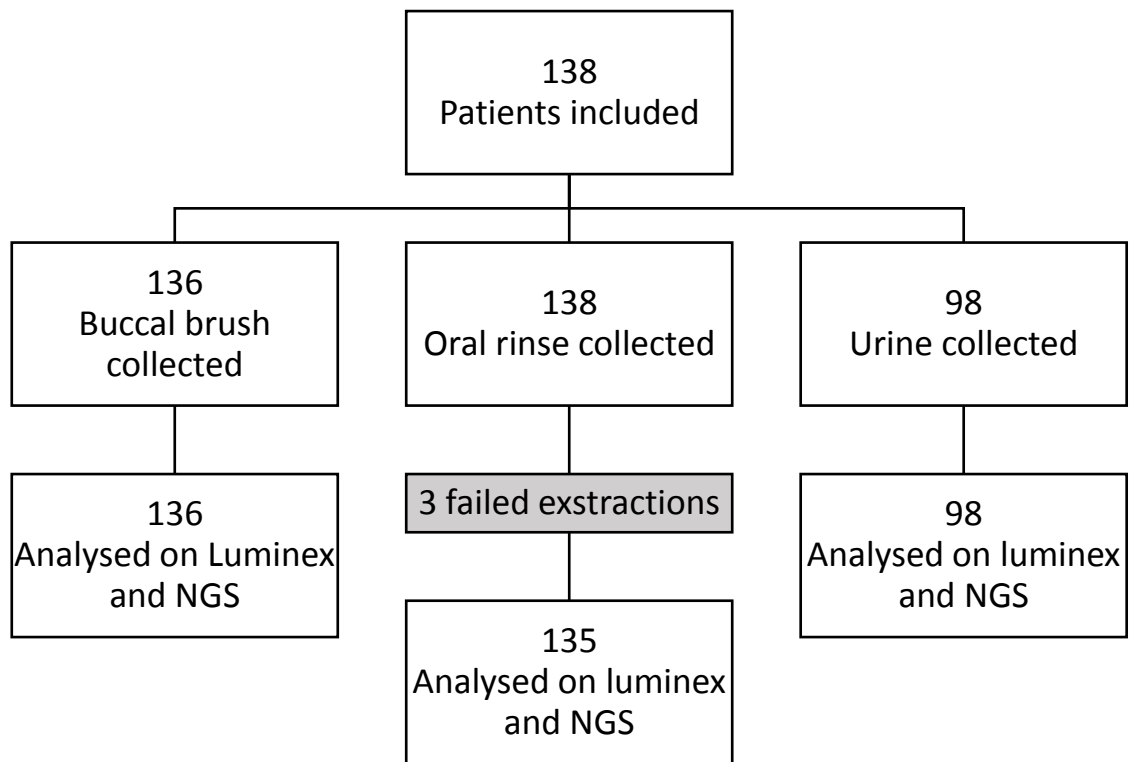 138
Patients included
136
Buccal brush
collected
138
Oral rinse collected
98
Urine collected
136
Analysed on Luminex
and NGS
3 failed exstractions
135
Analysed on luminex
and NGS
98
Analysed on luminex
and NGS